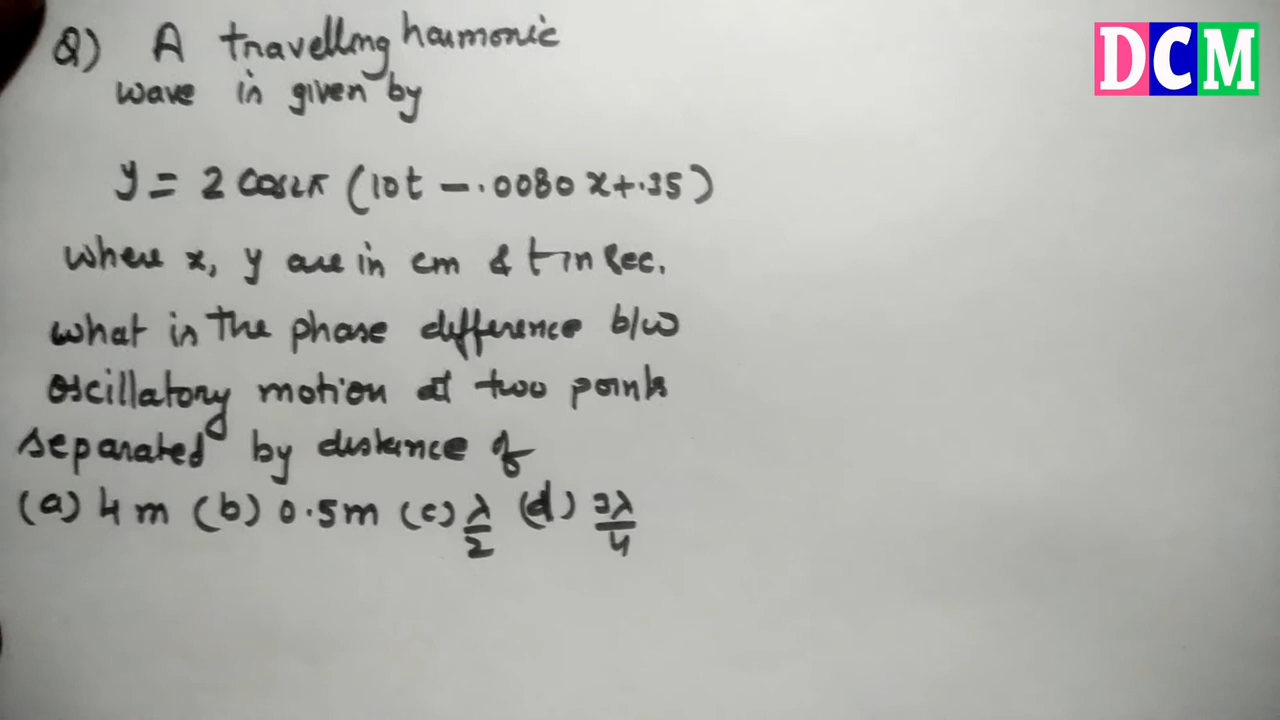 Q) A travelling harmonic
wave is given by
y = 2 cos2π (10t - .0080 x + .35)
where x, y are in cm & t in sec.
what is the phase difference b/w
oscillatory motion at two points
separated by distance of
(a) 4 m (b) 0.5m (c) λ/2 (d) 3λ/4
DCM